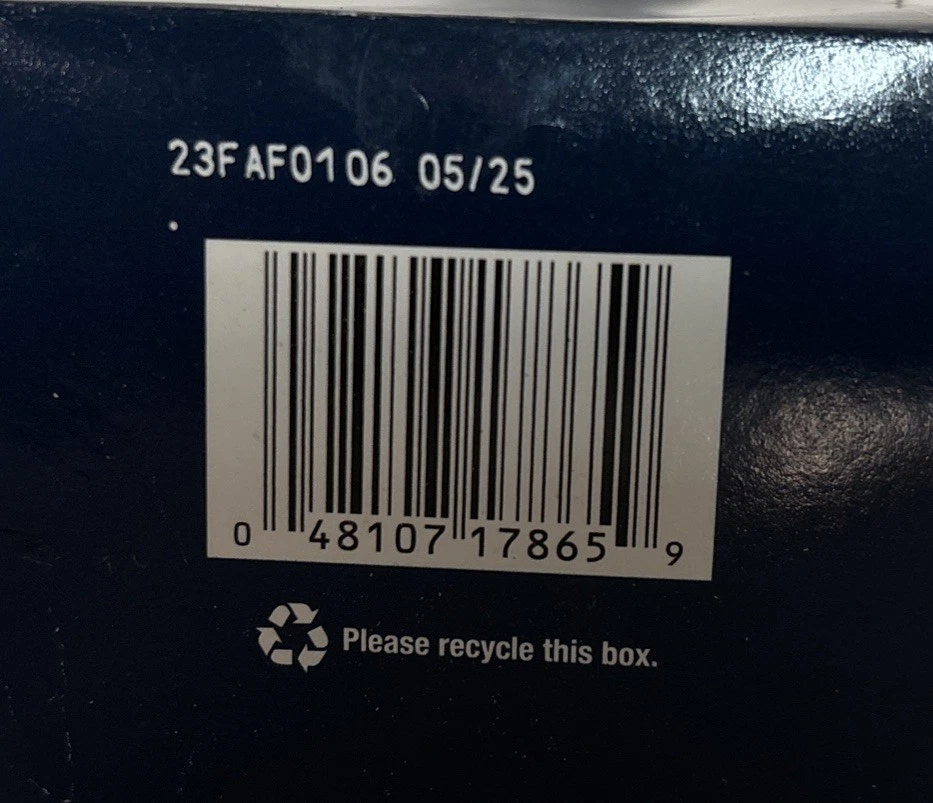 23FAF0106 05/25
0 48107 17865 9
Please recycle this box.